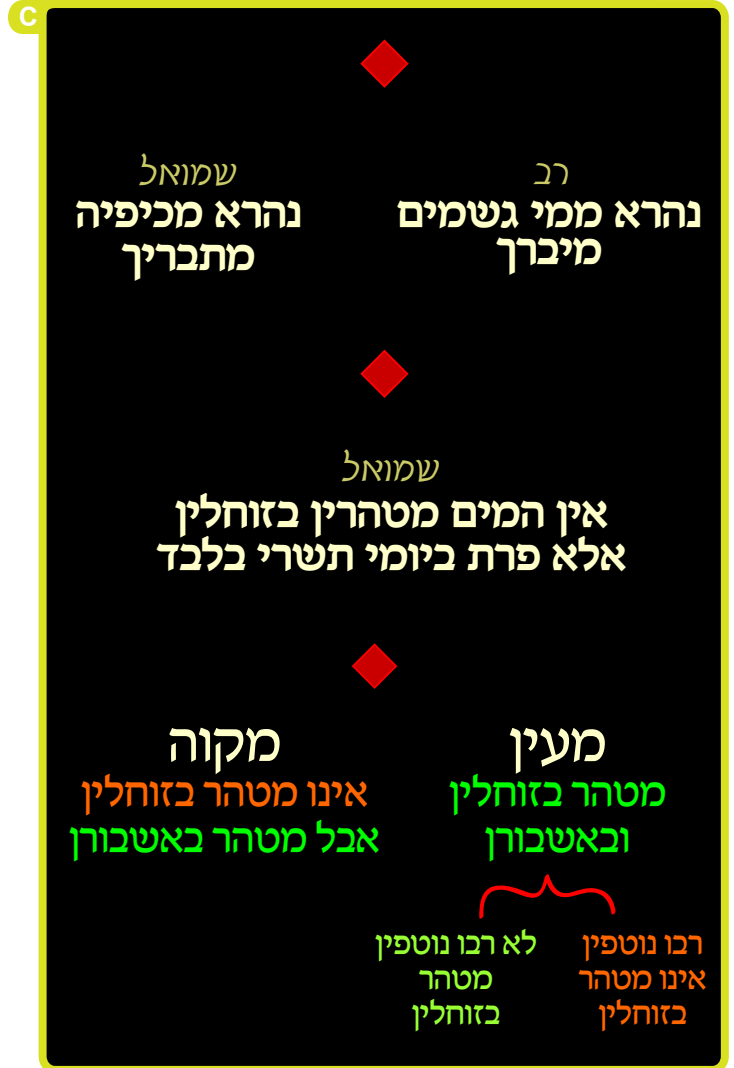 C
רב
נהרא ממי גשמים
מיברך
שמואל
נהרא מכיפיה
מתבריך
שמואל
אין המים מטהרין בזוחלין
אלא פרת ביומי תשרי בלבד
מעין
מטהר בזוחלין
ובאשבורן
מקוה
אינו מטהר בזוחלין
אבל מטהר באשבורן
רבו נוטפין
אינו מטהר
בזוחלין
לא רבו נוטפין
מטהר
בזוחלין